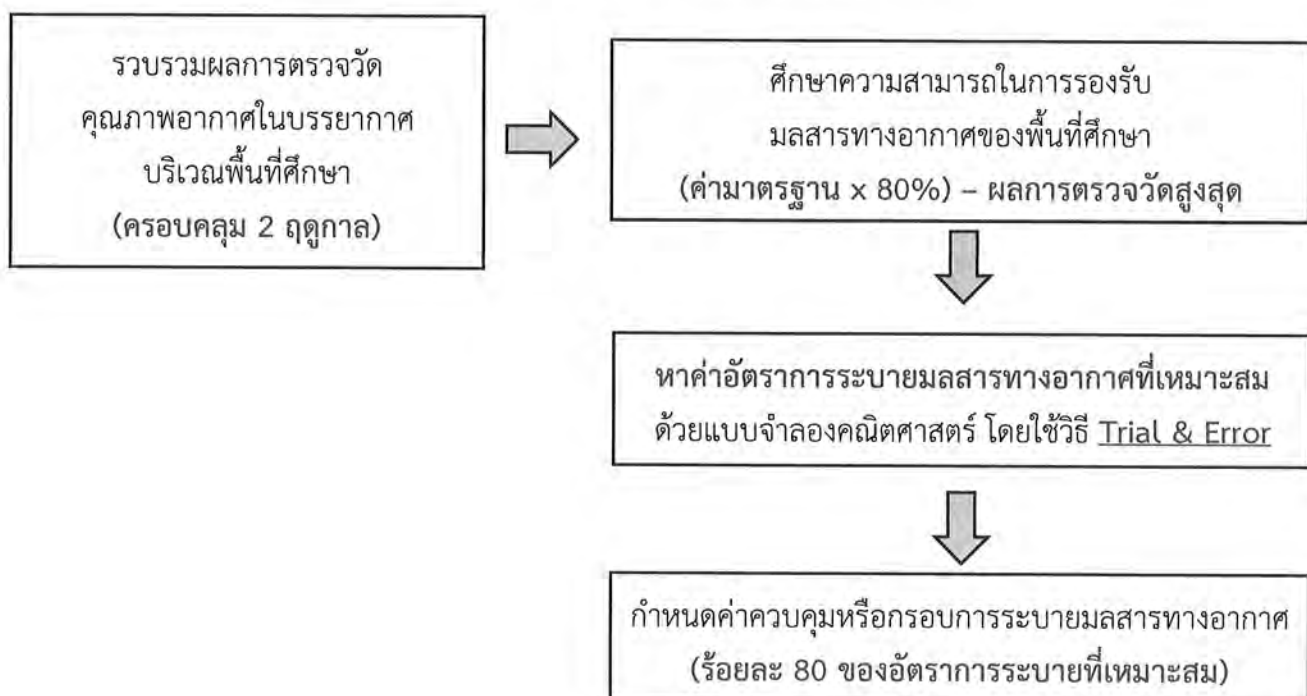 รวบรวมผลการตรวจวัด
คุณภาพอากาศในบรรยากาศ
บริเวณพื้นที่ศึกษา
(ครอบคลุม 2 ฤดูกาล)
ศึกษาความสามารถในการรองรับ
มลสารทางอากาศของพื้นที่ศึกษา
(ค่ามาตรฐาน x 80%) – ผลการตรวจวัดสูงสุด
หาค่าอัตราการระบายมลสารทางอากาศที่เหมาะสม
ด้วยแบบจำลองคณิตศาสตร์ โดยใช้วิธี Trial & Error
กำหนดค่าควบคุมหรือกรอบการระบายมลสารทางอากาศ
(ร้อยละ 80 ของอัตราการระบายที่เหมาะสม)